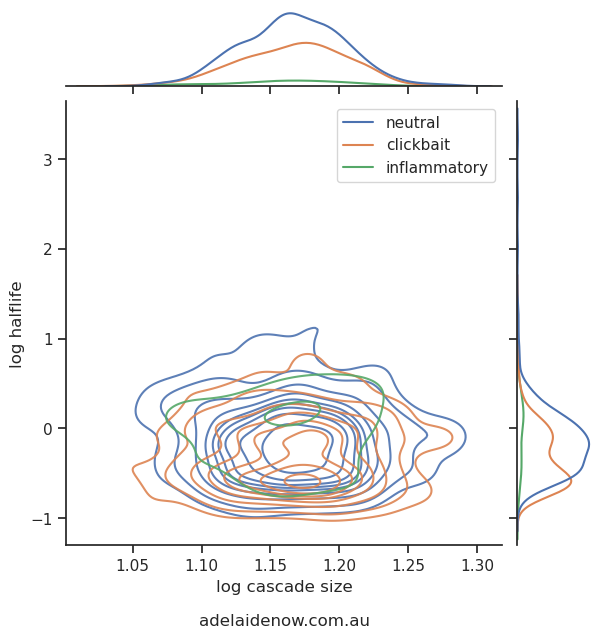 neutral
clickbait
inflammatory
3
2
1
0
−1
log halflife
1.05 1.10 1.15 1.20 1.25 1.30
log cascade size
adelaidenow.com.au